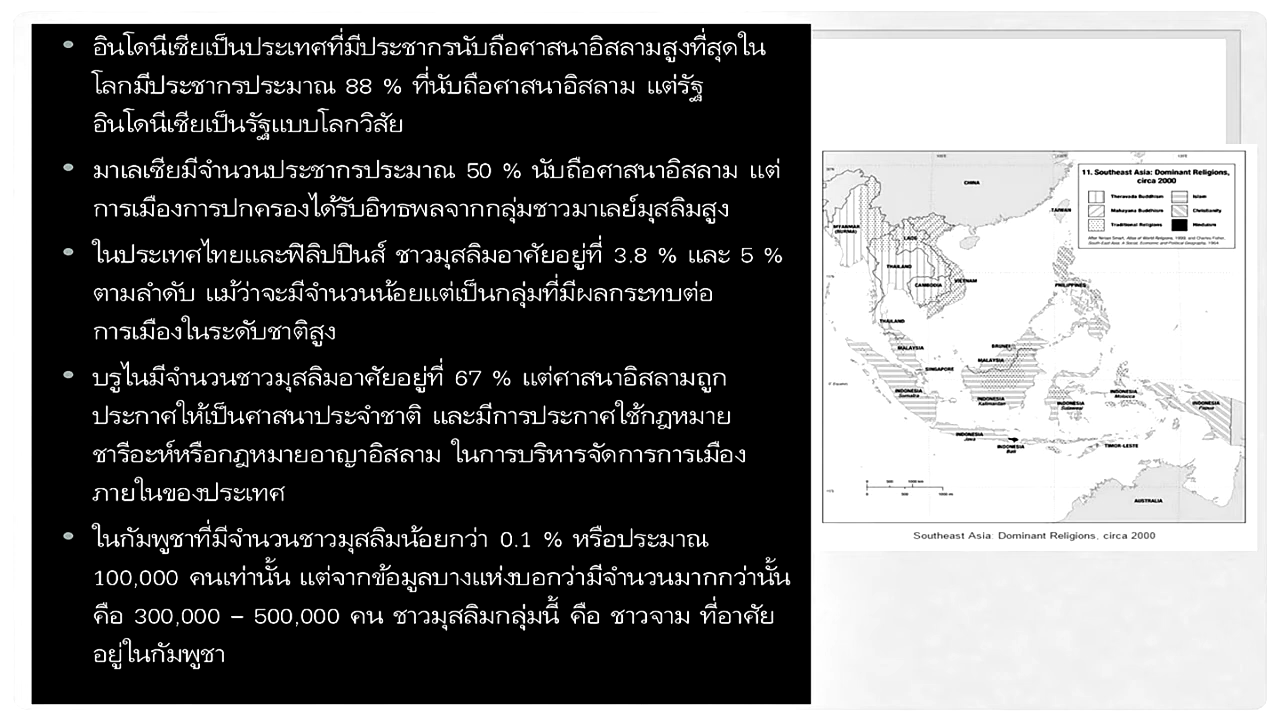 • อินโดนีเซียเป็นประเทศที่มีประชากรนับถือศาสนาอิสลามสูงที่สุดใน
โลกมีประชากรประมาณ 88 % ที่นับถือศาสนาอิสลาม แต่รัฐ
อินโดนีเซียเป็นรัฐแบบโลกวิสัย
• มาเลเซียมีจำนวนประชากรประมาณ 50 % นับถือศาสนาอิสลาม แต่
การเมืองการปกครองได้รับอิทธพลจากกลุ่มชาวมาเลย์มุสลิมสูง
• ในประเทศไทยและฟิลิปปินส์ ชาวมุสลิมอาศัยอยู่ที่ 3.8 % และ 5 %
ตามลำดับ แม้ว่าจะมีจำนวนน้อยแต่เป็นกลุ่มที่มีผลกระทบต่อ
การเมืองในระดับชาติสูง
• บรูไนมีจำนวนชาวมุสลิมอาศัยอยู่ที่ 67 % แต่ศาสนาอิสลามถูก
ประกาศให้เป็นศาสนาประจำชาติ และมีการประกาศใช้กฎหมาย
ชารีอะห์หรือกฎหมายอาญาอิสลาม ในการบริหารจัดการการเมือง
ภายในของประเทศ
• ในกัมพูชาที่มีจำนวนชาวมุสลิมน้อยกว่า 0.1 % หรือประมาณ
100,000 คนเท่านั้น แต่จากข้อมูลบางแห่งบอกว่ามีจำนวนมากกว่านั้น
คือ 300,000 – 500,000 คน ชาวมุสลิมกลุ่มนี้ คือ ชาวจาม ที่อาศัย
อยู่ในกัมพูชา
11. Southeast Asia: Dominant Religions,
circa 2000
Theravada Buddhism Islam
Mahayana Buddhism Christianity
Traditional Religions Hinduism
CHINA
TAIWAN
MYANMAR
(BURMA)
LAOS
THAILAND
VIETNAM
CAMBODIA
PHILIPPINES
THAILAND
MALAYSIA
BRUNEI
MALAYSIA
SINGAPORE
INDONESIA
Sumatra
INDONESIA
Kalimantan
INDONESIA
Sulawesi
INDONESIA
Moluccas
INDONESIA
Papua
INDONESIA
Java
INDONESIA
Bali
TIMOR-LESTE
AUSTRALIA
Southeast Asia: Dominant Religions, circa 2000